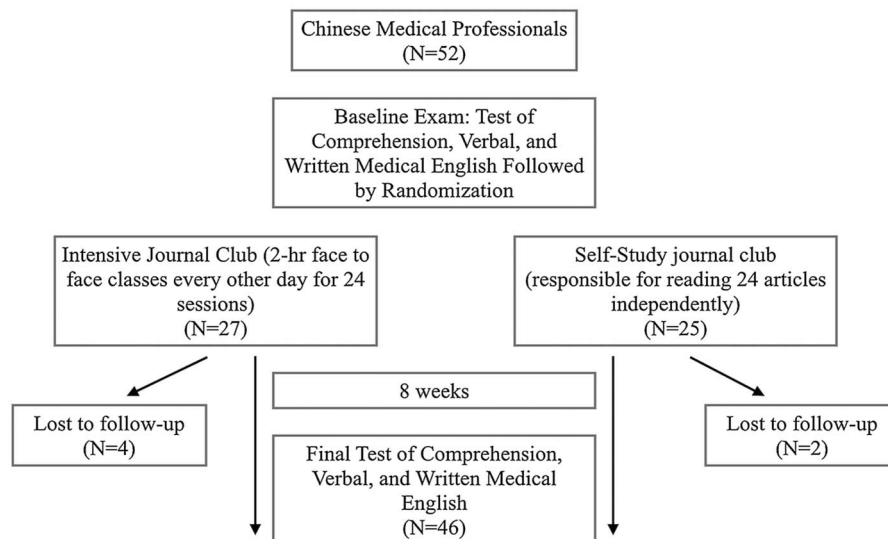 Chinese Medical Professionals
(N=52)
Baseline Exam: Test of
Comprehension, Verbal, and
Written Medical English Followed
by Randomization
Intensive Journal Club (2-hr face to
face classes every other day for 24
sessions)
(N=27)
Self-Study journal club
(responsible for reading 24 articles
independently)
(N=25)
8 weeks
Lost to follow-up
(N=4)
Lost to follow-up
(N=2)
Final Test of Comprehension,
Verbal, and Written Medical
English
(N=46)